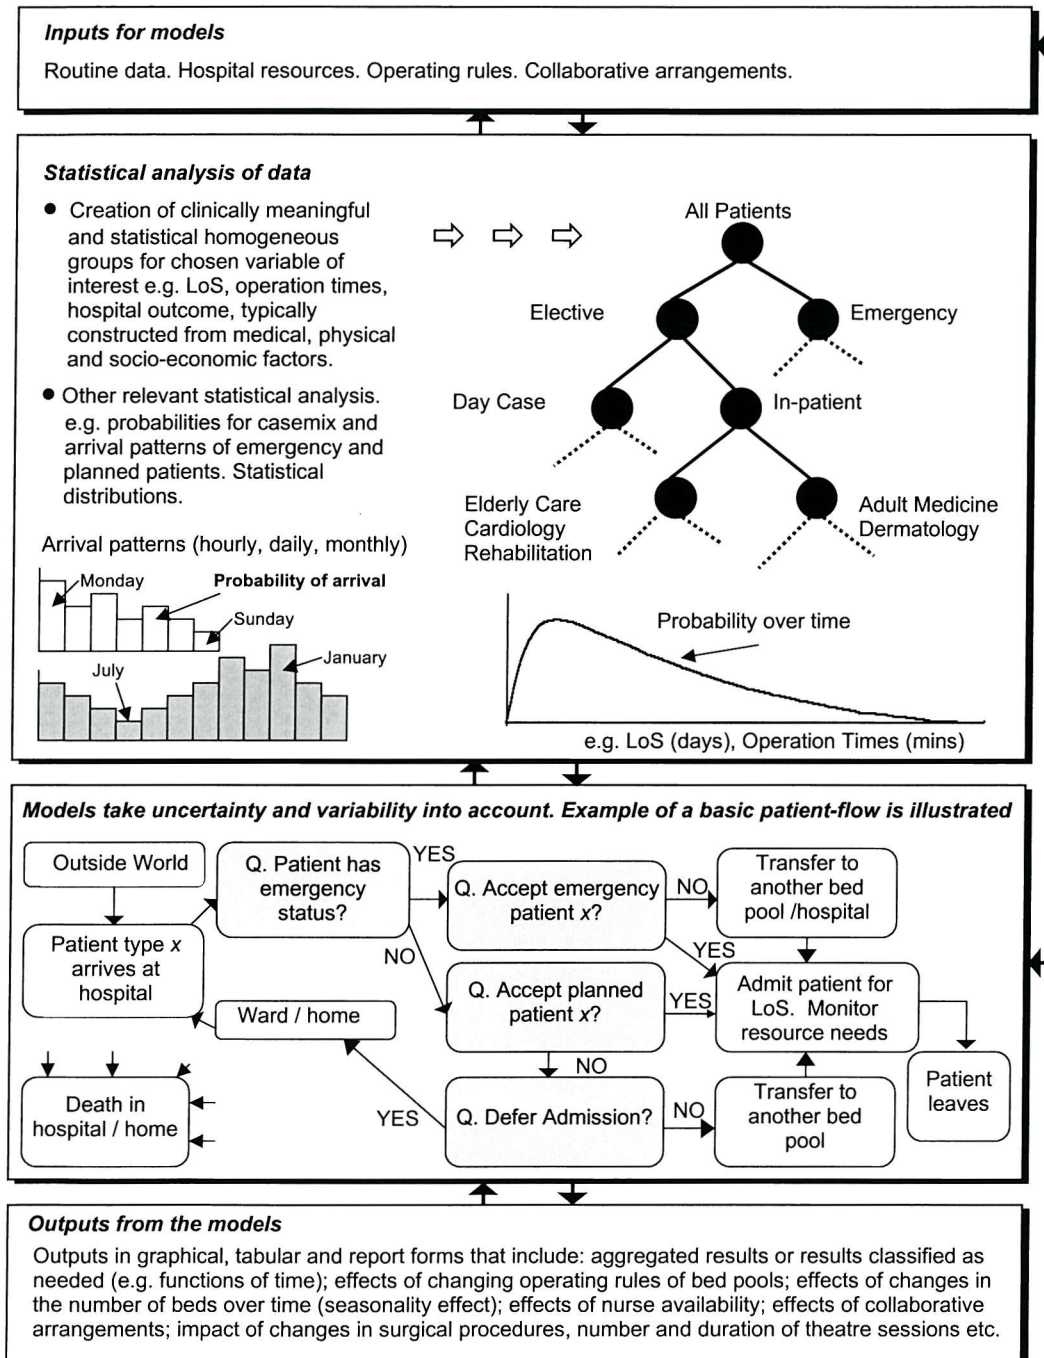 Inputs for models
Routine data. Hospital resources. Operating rules. Collaborative arrangements.
Statistical analysis of data
● Creation of clinically meaningful
and statistical homogeneous
groups for chosen variable of
interest e.g. LoS, operation times,
hospital outcome, typically
constructed from medical, physical
and socio-economic factors.
● Other relevant statistical analysis.
e.g. probabilities for casemix and
arrival patterns of emergency and
planned patients. Statistical
distributions.
Arrival patterns (hourly, daily, monthly)
Monday
Probability of arrival
Sunday
July
January
All Patients
Elective
Emergency
Day Case
In-patient
Elderly Care
Cardiology
Rehabilitation
Adult Medicine
Dermatology
Probability over time
e.g. LoS (days), Operation Times (mins)
Models take uncertainty and variability into account. Example of a basic patient-flow is illustrated
Outside World
Patient type x
arrives at
hospital
Q. Patient has
emergency
status?
YES
NO
Q. Accept emergency
patient x?
NO
YES
Transfer to
another bed
pool /hospital
Q. Accept planned
patient x?
YES
NO
Admit patient for
LoS. Monitor
resource needs
Ward / home
Death in
hospital / home
YES
Q. Defer Admission?
NO
Transfer to
another bed
pool
Patient
leaves
Outputs from the models
Outputs in graphical, tabular and report forms that include: aggregated results or results classified as
needed (e.g. functions of time); effects of changing operating rules of bed pools; effects of changes in
the number of beds over time (seasonality effect); effects of nurse availability; effects of collaborative
arrangements; impact of changes in surgical procedures, number and duration of theatre sessions etc.